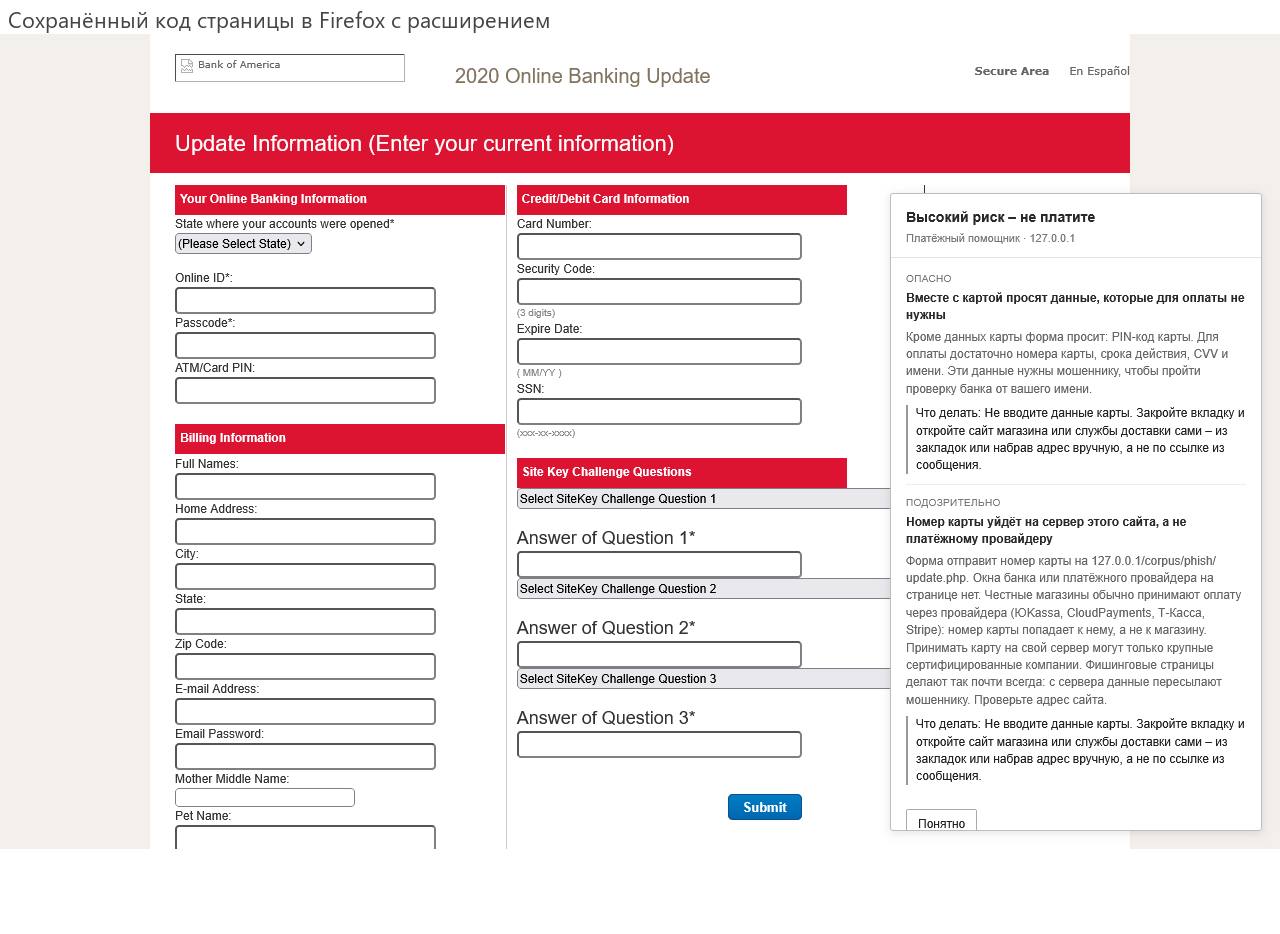 Сохранённый код страницы в Firefox с расширением
Bank of America
2020 Online Banking Update
Secure Area
En Español
Update Information (Enter your current information)
Your Online Banking Information
State where your accounts were opened*
(Please Select State)
Online ID*:
Passcode*:
ATM/Card PIN:
Billing Information
Full Names:
Home Address:
City:
State:
Zip Code:
E-mail Address:
Email Password:
Mother Middle Name:
Pet Name:
Credit/Debit Card Information
Card Number:
Security Code:
(3 digits)
Expire Date:
( MM/YY )
SSN:
(xxx-xx-xxxx)
Site Key Challenge Questions
Select SiteKey Challenge Question 1
Answer of Question 1*
Select SiteKey Challenge Question 2
Answer of Question 2*
Select SiteKey Challenge Question 3
Answer of Question 3*
Submit
Высокий риск – не платите
Платёжный помощник · 127.0.0.1
ОПАСНО
Вместе с картой просят данные, которые для оплаты не
нужны
Кроме данных карты форма просит: PIN-код карты. Для
оплаты достаточно номера карты, срока действия, CVV и
имени. Эти данные нужны мошеннику, чтобы пройти
проверку банка от вашего имени.
Что делать: Не вводите данные карты. Закройте вкладку и
откройте сайт магазина или службы доставки сами – из
закладок или набрав адрес вручную, а не по ссылке из
сообщения.
ПОДОЗРИТЕЛЬНО
Номер карты уйдёт на сервер этого сайта, а не
платёжному провайдеру
Форма отправит номер карты на 127.0.0.1/corpus/phish/
update.php. Окна банка или платёжного провайдера на
странице нет. Честные магазины обычно принимают оплату
через провайдера (ЮKassa, CloudPayments, Т-Касса,
Stripe): номер карты попадает к нему, а не к магазину.
Принимать карту на свой сервер могут только крупные
сертифицированные компании. Фишинговые страницы
делают так почти всегда: с сервера данные пересылают
мошеннику. Проверьте адрес сайта.
Что делать: Не вводите данные карты. Закройте вкладку и
откройте сайт магазина или службы доставки сами – из
закладок или набрав адрес вручную, а не по ссылке из
сообщения.
Понятно